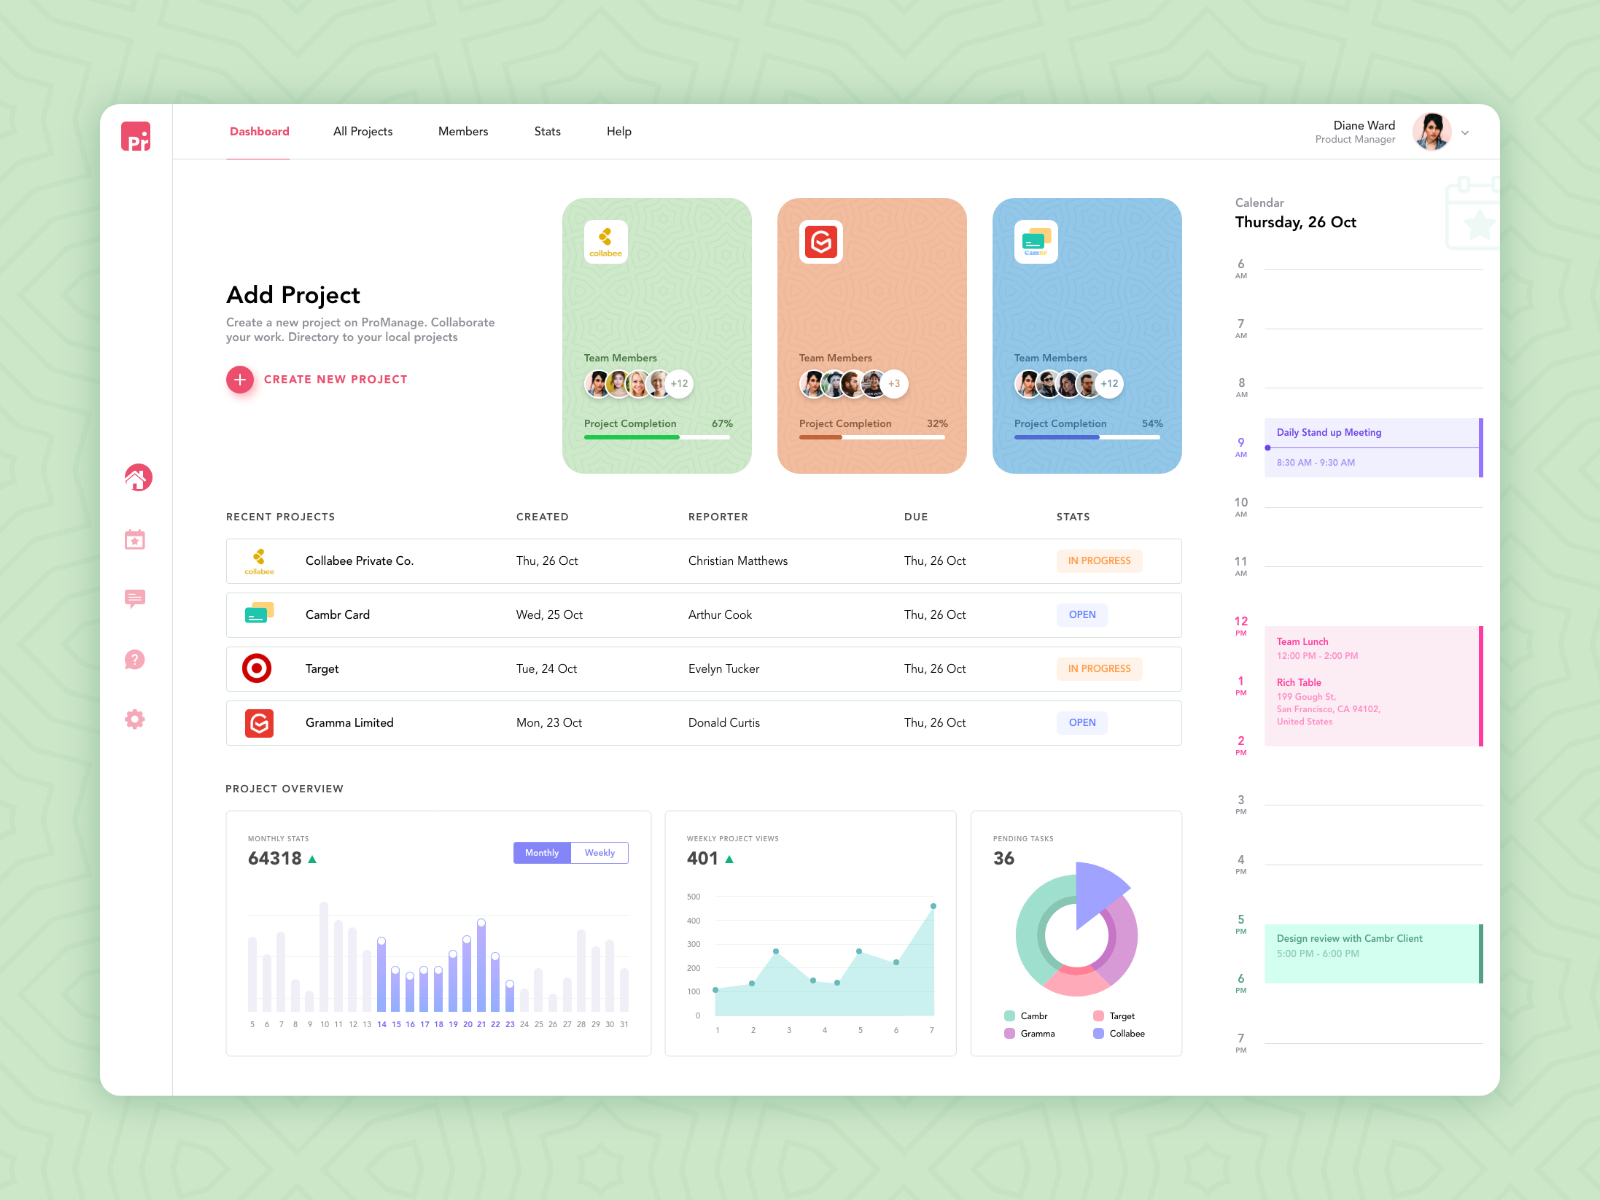 Pi
Dashboard
All Projects
Members
Stats
Help
Diane Ward
Product Manager
Add Project
Create a new project on ProManage. Collaborate
your work. Directory to your local projects
CREATE NEW PROJECT
collabee
Team Members
+12
Project Completion 67%
Team Members
+3
Project Completion 32%
Cambr
Team Members
+12
Project Completion 54%
RECENT PROJECTS CREATED REPORTER DUE STATS
collabee Collabee Private Co. Thu, 26 Oct Christian Matthews Thu, 26 Oct IN PROGRESS
Cambr Card Wed, 25 Oct Arthur Cook Thu, 26 Oct OPEN
Target Tue, 24 Oct Evelyn Tucker Thu, 26 Oct IN PROGRESS
Gramma Limited Mon, 23 Oct Donald Curtis Thu, 26 Oct OPEN
PROJECT OVERVIEW
MONTHLY STATS
64318
Monthly Weekly
5 6 7 8 9 10 11 12 13 14 15 16 17 18 19 20 21 22 23 24 25 26 27 28 29 30 31
WEEKLY PROJECT VIEWS
401
500
400
300
200
100
0
1 2 3 4 5 6 7
PENDING TASKS
36
Cambr Target
Gramma Collabee
Calendar
Thursday, 26 Oct
6
AM
7
AM
8
AM
9
AM
Daily Stand up Meeting
8:30 AM - 9:30 AM
10
AM
11
AM
12
PM
Team Lunch
12:00 PM - 2:00 PM
1
PM
Rich Table
199 Gough St,
San Francisco, CA 94102,
United States
2
PM
3
PM
4
PM
5
PM
Design review with Cambr Client
5:00 PM - 6:00 PM
6
PM
7
PM